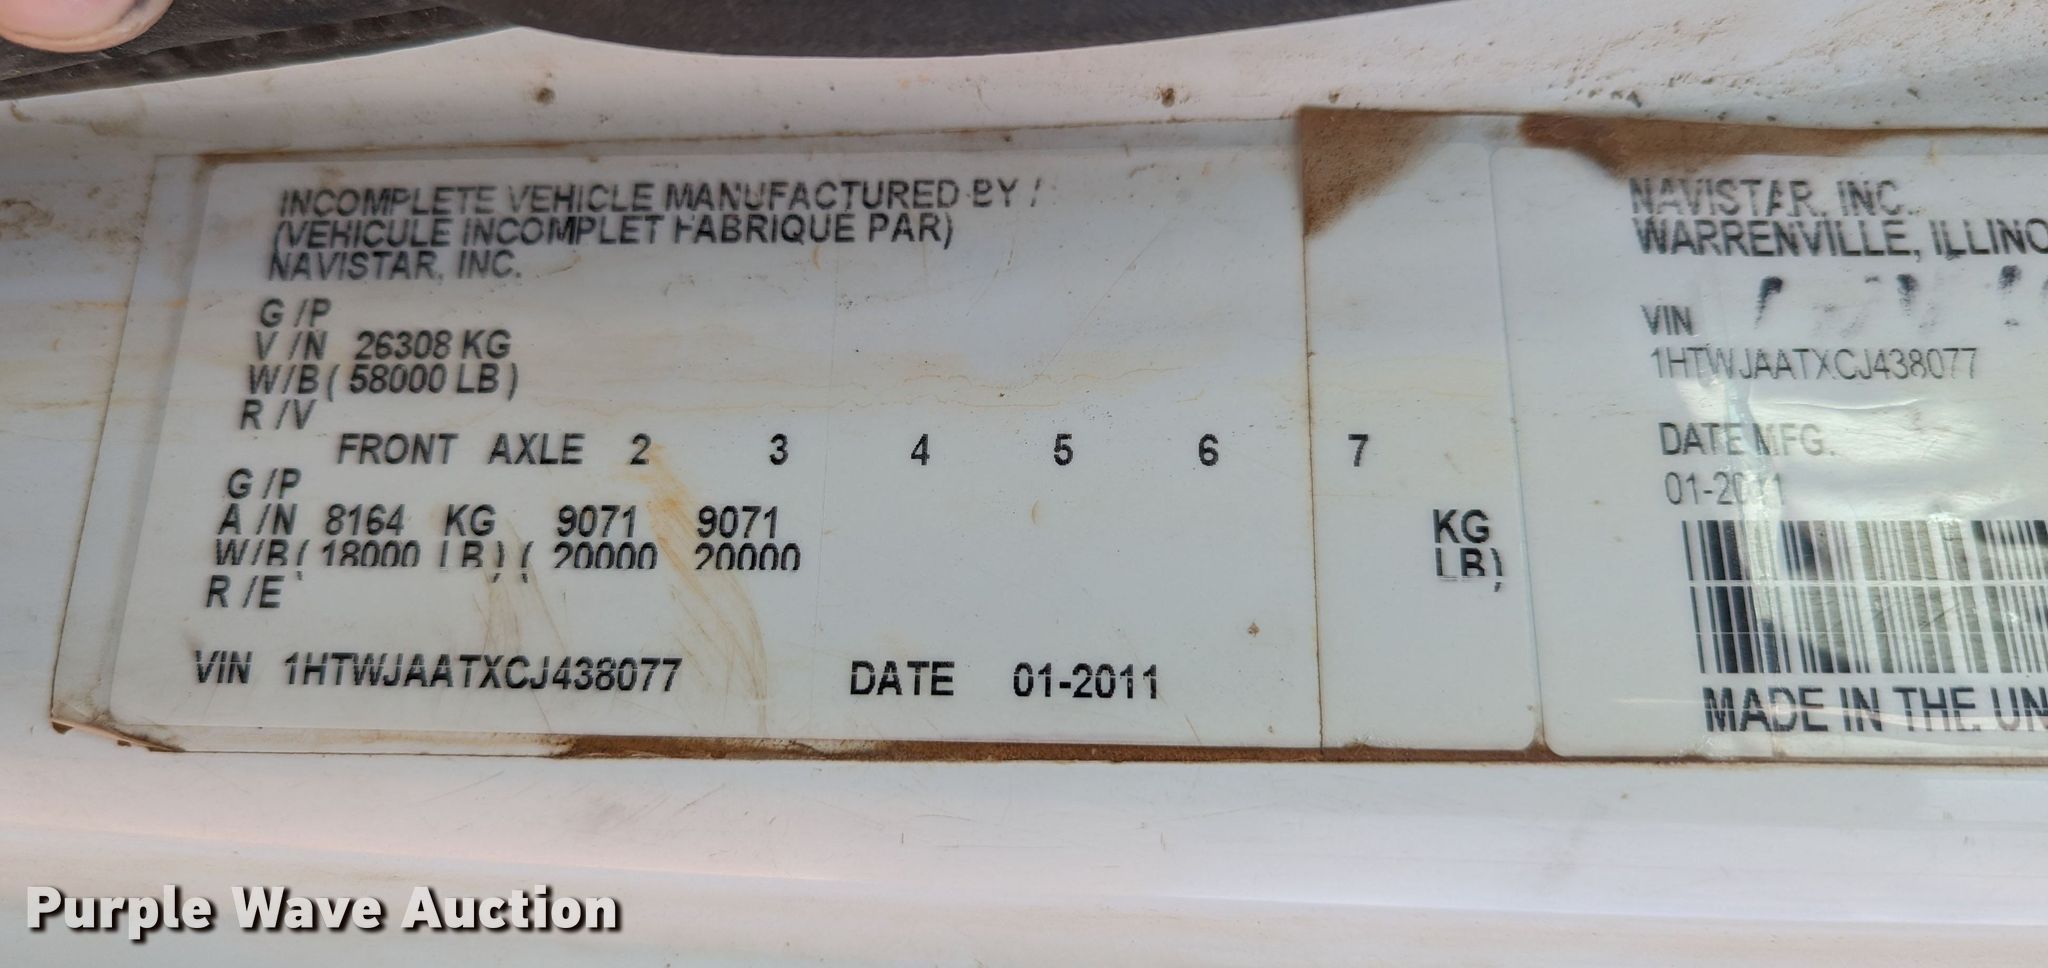 INCOMPLETE VEHICLE MANUFACTURED BY /
(VEHICULE INCOMPLET FABRIQUE PAR)
NAVISTAR, INC.
G /P
V /N 26308 KG
W/B ( 58000 LB )
R /V
FRONT AXLE 2 3 4 5 6 7
G /P
A /N 8164 KG 9071 9071 KG
W/B ( 18000 LB ) ( 20000 20000 LB )
R /E
VIN 1HTWJAATXCJ438077 DATE 01-2011
NAVISTAR, INC.
WARRENVILLE, ILLINO
VIN
1HTWJAATXCJ438077
DATE MFG.
01-2011
MADE IN THE UN
Purple Wave Auction